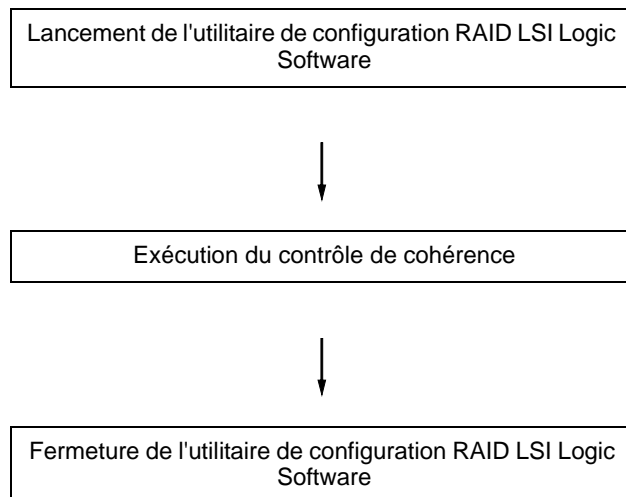 Lancement de l'utilitaire de configuration RAID LSI Logic
Software
Exécution du contrôle de cohérence
Fermeture de l'utilitaire de configuration RAID LSI Logic
Software